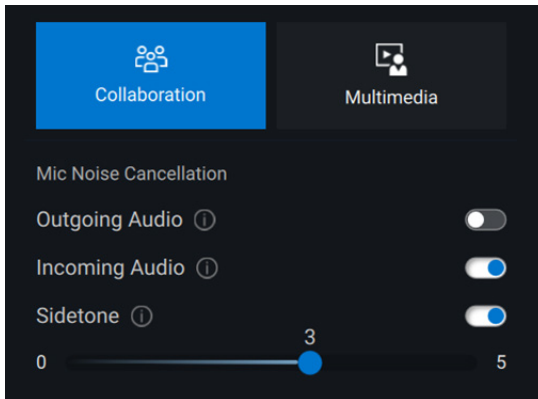 Collaboration
Multimedia
Mic Noise Cancellation
Outgoing Audio
Incoming Audio
Sidetone
3
0 5